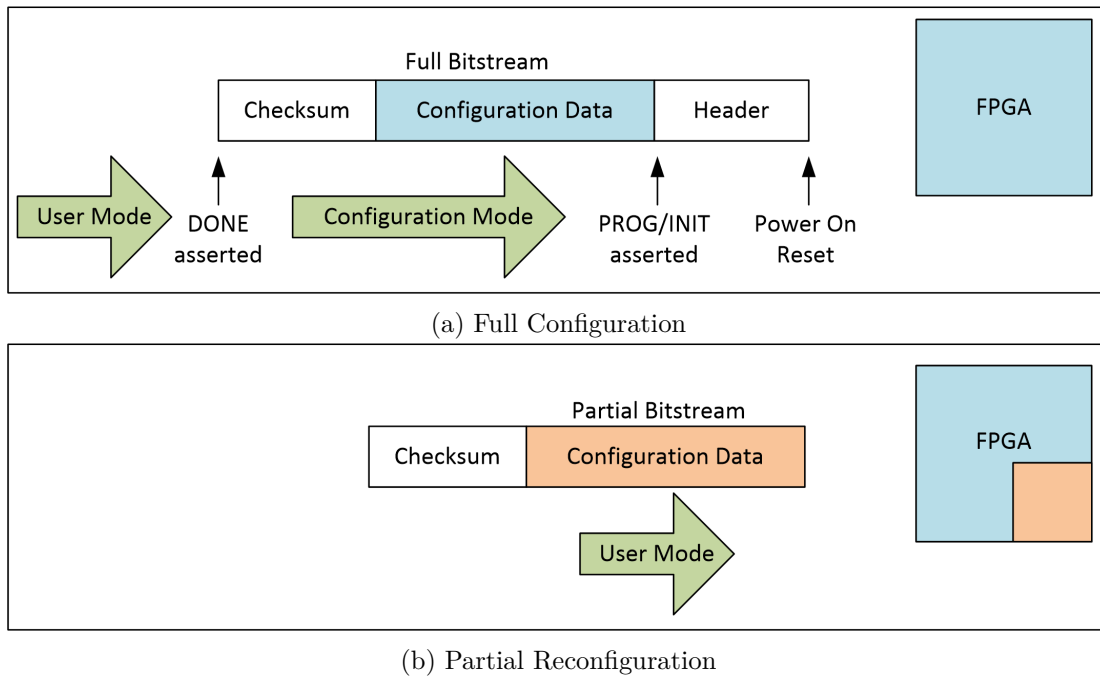 Full Bitstream
Checksum
Configuration Data
Header
FPGA
User Mode
DONE
asserted
Configuration Mode
PROG/INIT
asserted
Power On
Reset
(a) Full Configuration
Partial Bitstream
Checksum
Configuration Data
FPGA
User Mode
(b) Partial Reconfiguration